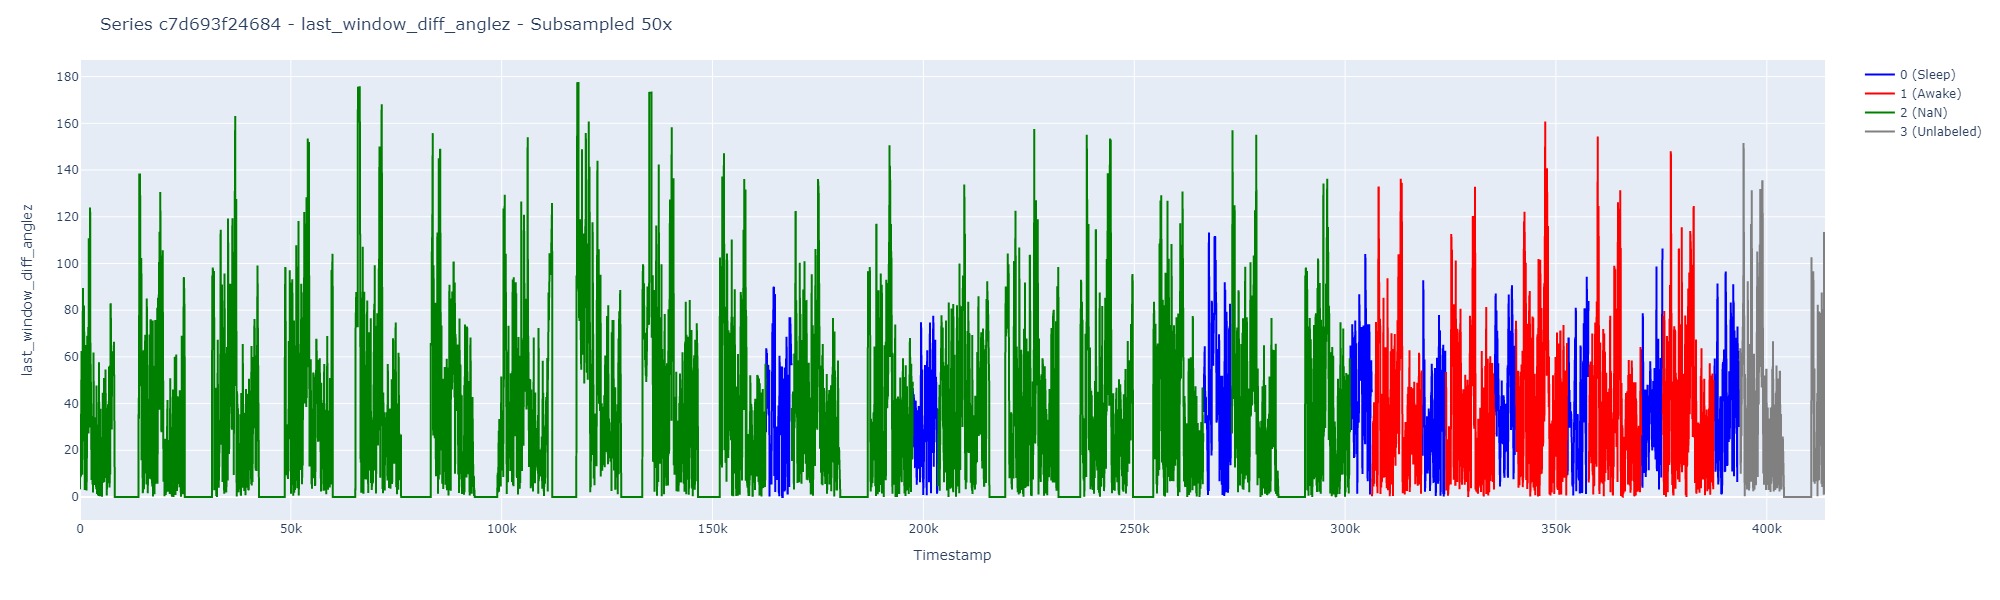 Series c7d693f24684 - last_window_diff_anglez - Subsampled 50x
0 (Sleep)
1 (Awake)
2 (NaN)
3 (Unlabeled)
last_window_diff_anglez
180
160
140
120
100
80
60
40
20
0
0
50k
100k
150k
200k
250k
300k
350k
400k
Timestamp